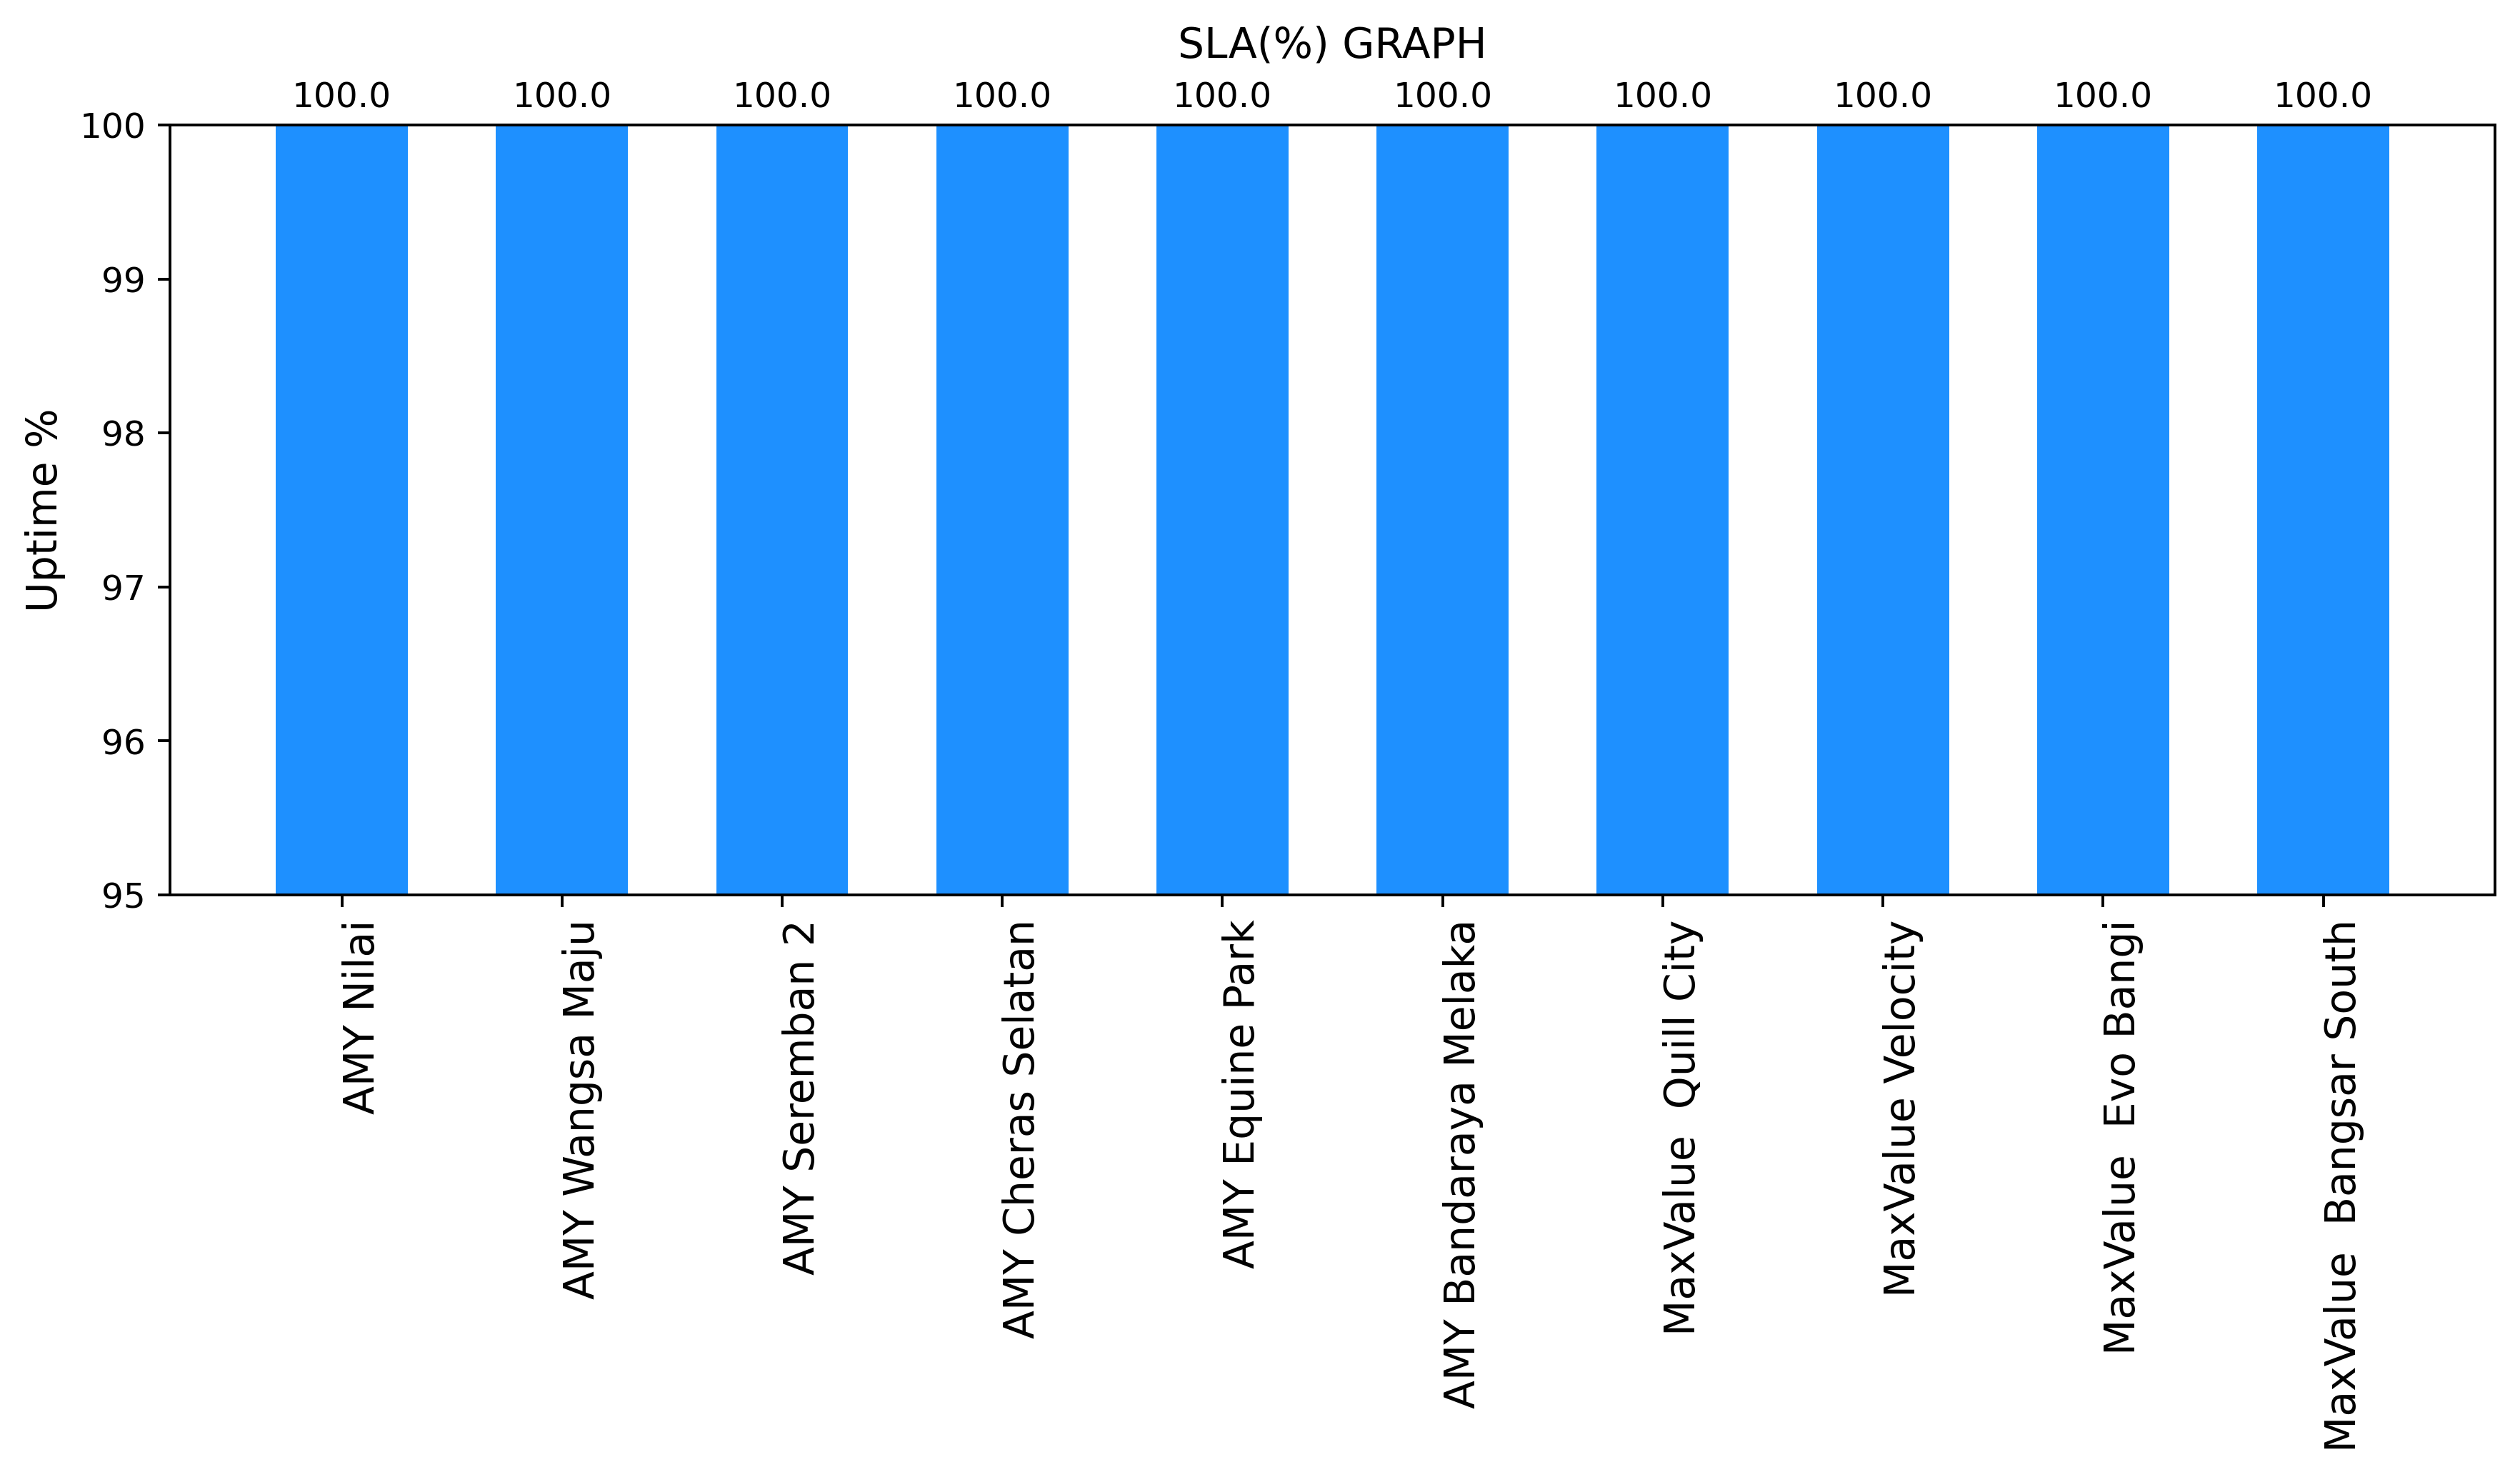 SLA(%) GRAPH
100.0 100.0 100.0 100.0 100.0 100.0 100.0 100.0 100.0 100.0
100
99
98
97
96
95
Uptime %
AMY Nilai
AMY Wangsa Maju
AMY Seremban 2
AMY Cheras Selatan
AMY Equine Park
AMY Bandaraya Melaka
MaxValue  Quill City
MaxValue Velocity
MaxValue  Evo Bangi
MaxValue  Bangsar South